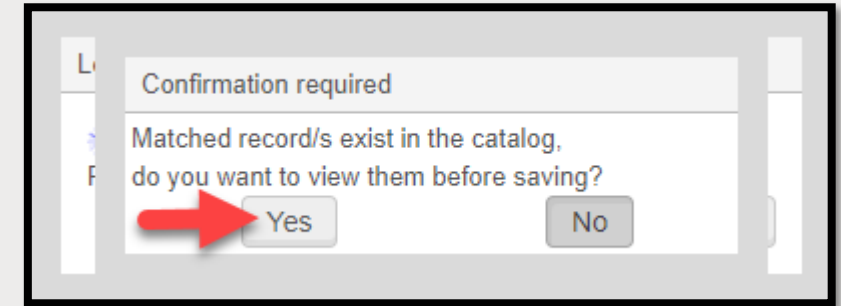 Confirmation required
Matched record/s exist in the catalog,
do you want to view them before saving?
Yes
No